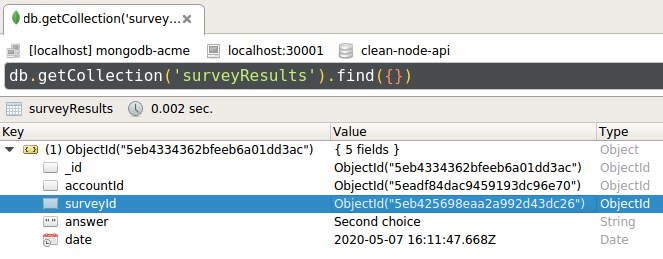 db.getCollection('survey... ×
[localhost] mongodb-acme localhost:30001 clean-node-api
db.getCollection('surveyResults').find({})
surveyResults 0.002 sec.
Key Value Type
(1) ObjectId("5eb4334362bfeeb6a01dd3ac") { 5 fields } Object
_id ObjectId("5eb4334362bfeeb6a01dd3ac") ObjectId
accountId ObjectId("5eadf84dac9459193dc96e70") ObjectId
surveyId ObjectId("5eb425698eaa2a992d43dc26") ObjectId
answer Second choice String
date 2020-05-07 16:11:47.668Z Date